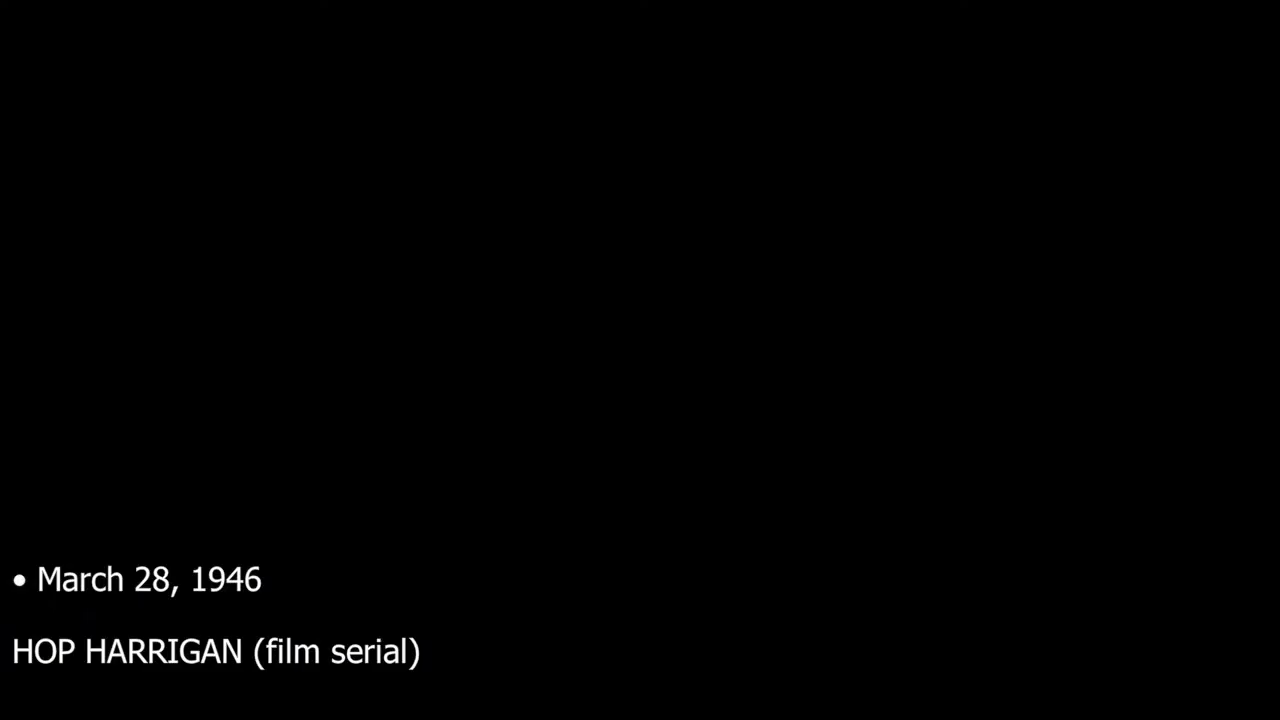 • March 28, 1946
HOP HARRIGAN (film serial)